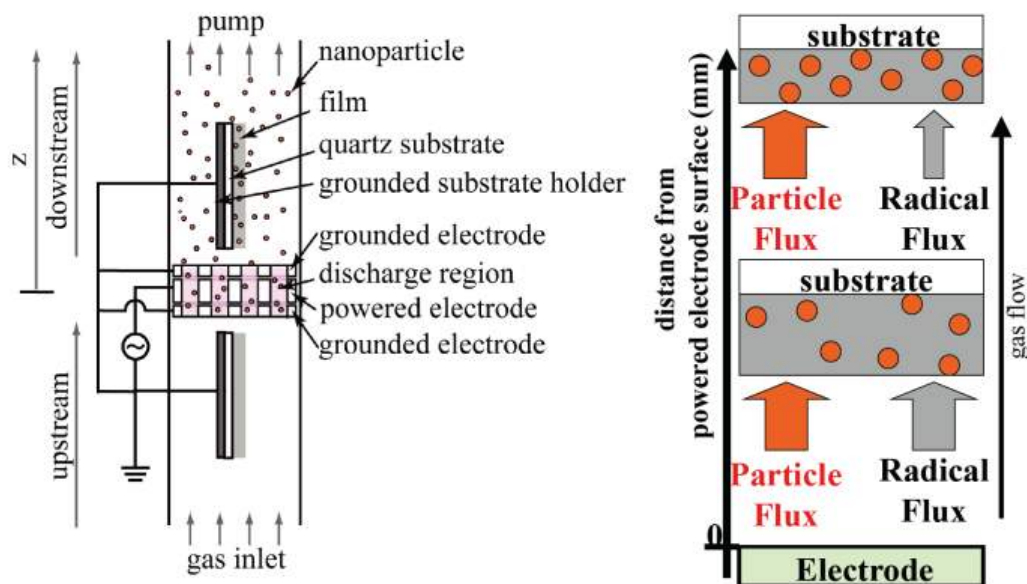 pump
nanoparticle
film
quartz substrate
grounded substrate holder
grounded electrode
discharge region
powered electrode
grounded electrode
gas inlet
z
downstream
upstream
substrate
Particle
Flux
Radical
Flux
substrate
Particle
Flux
Radical
Flux
distance from
powered electrode surface (mm)
gas flow
0
Electrode